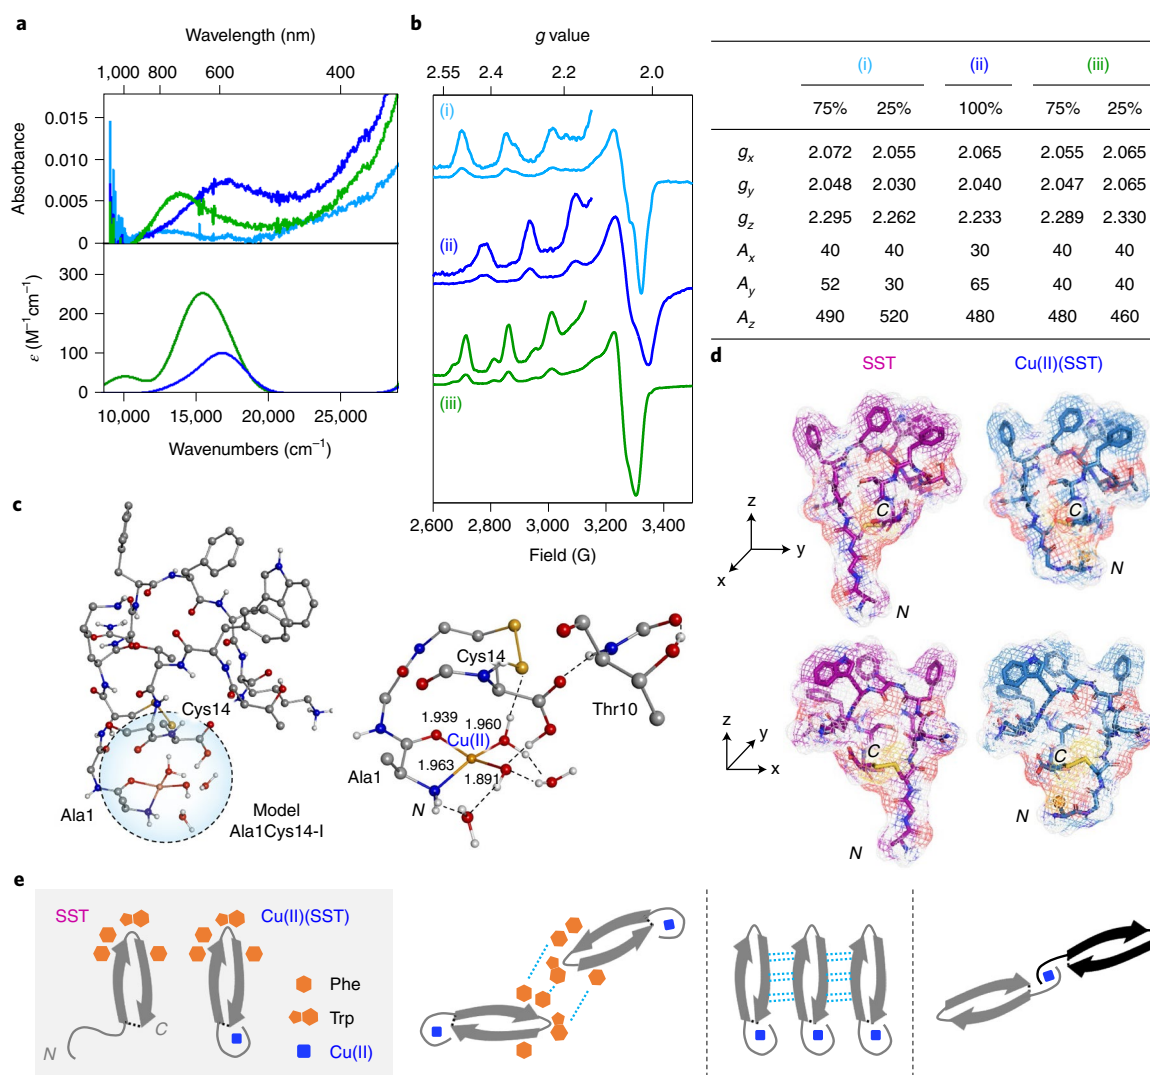 a
Wavelength (nm)
1,000 800 600 400
Absorbance
0.015
0.010
0.005
0
ε (M−1cm−1)
300
200
100
0
10,000 15,000 20,000 25,000
Wavenumbers (cm−1)
b
g value
2.55 2.4 2.2 2.0
(i)
(ii)
(iii)
2,600 2,800 3,000 3,200 3,400
Field (G)
(i) (ii) (iii)
75% 25% 100% 75% 25%
gx 2.072 2.055 2.065 2.055 2.065
gy 2.048 2.030 2.040 2.047 2.065
gz 2.295 2.262 2.233 2.289 2.330
Ax 40 40 30 40 40
Ay 52 30 65 40 40
Az 490 520 480 480 460
c
Cys14
Ala1
Model
Ala1Cys14-I
Cys14
Thr10
1.939 1.960
Cu(II)
1.963 1.891
Ala1
N
d
SST Cu(II)(SST)
z
y
x
C
N
C
N
z
y
x
C
N
C
N
e
SST Cu(II)(SST)
N
C
Phe
Trp
Cu(II)